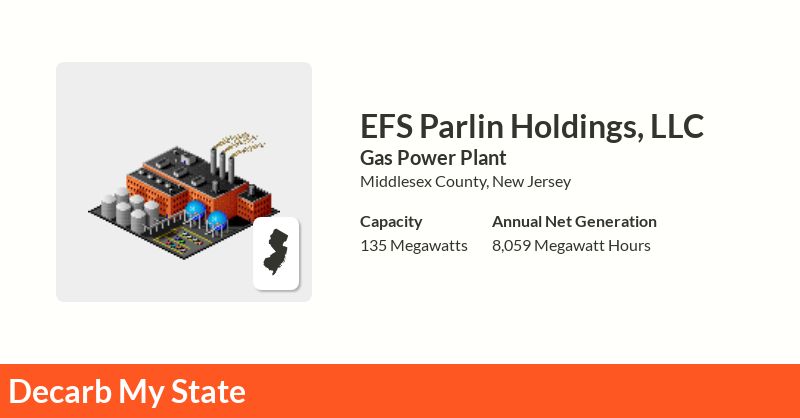 EFS Parlin Holdings, LLC
Gas Power Plant
Middlesex County, New Jersey
Capacity
135 Megawatts
Annual Net Generation
8,059 Megawatt Hours
Decarb My State